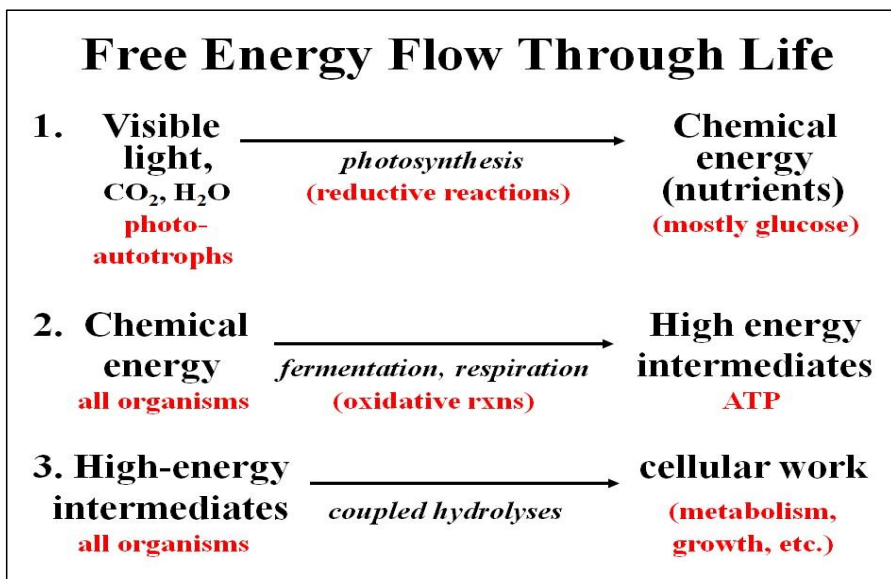 Free Energy Flow Through Life
1. Visible light, CO₂, H₂O photo-autotrophs
photosynthesis
(reductive reactions)
Chemical energy (nutrients)
(mostly glucose)
2. Chemical energy
all organisms
fermentation, respiration
(oxidative rxns)
High energy intermediates
ATP
3. High-energy intermediates
all organisms
coupled hydrolyses
cellular work
(metabolism, growth, etc.)